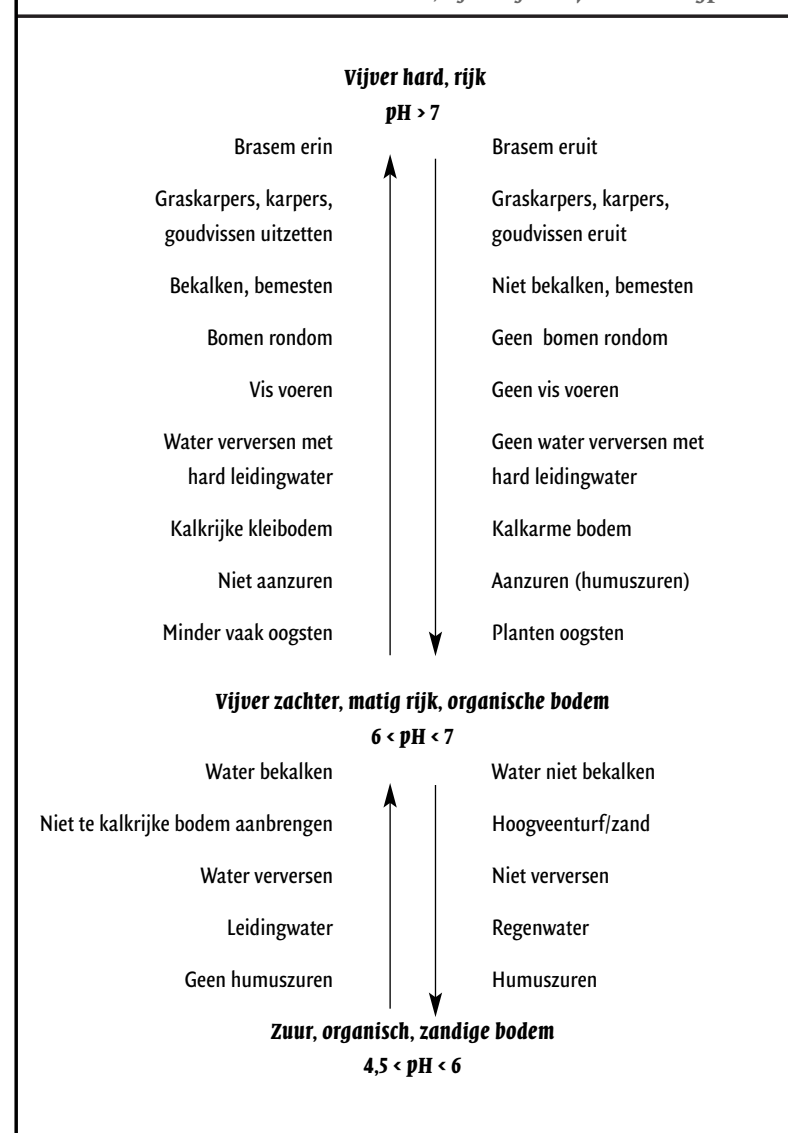 Vijver hard, rijk
pH > 7
Brasem erin
Brasem eruit
Graskarpers, karpers,
goudvissen uitzetten
Graskarpers, karpers,
goudvissen eruit
Bekalken, bemesten
Niet bekalken, bemesten
Bomen rondom
Geen bomen rondom
Vis voeren
Geen vis voeren
Water verversen met
hard leidingwater
Geen water verversen met
hard leidingwater
Kalkrijke kleibodem
Kalkarme bodem
Niet aanzuren
Aanzuren (humuszuren)
Minder vaak oogsten
Planten oogsten
Vijver zachter, matig rijk, organische bodem
6 < pH < 7
Water bekalken
Water niet bekalken
Niet te kalkrijke bodem aanbrengen
Hoogveenturf/zand
Water verversen
Niet verversen
Leidingwater
Regenwater
Geen humuszuren
Humuszuren
Zuur, organisch, zandige bodem
4,5 < pH < 6